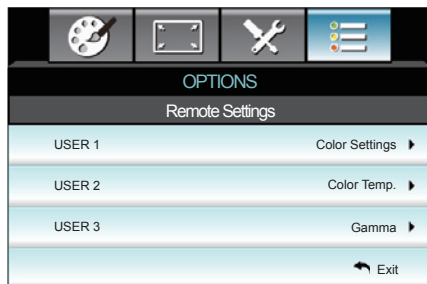 OPTIONS
Remote Settings
USER 1 Color Settings
USER 2 Color Temp.
USER 3 Gamma
Exit